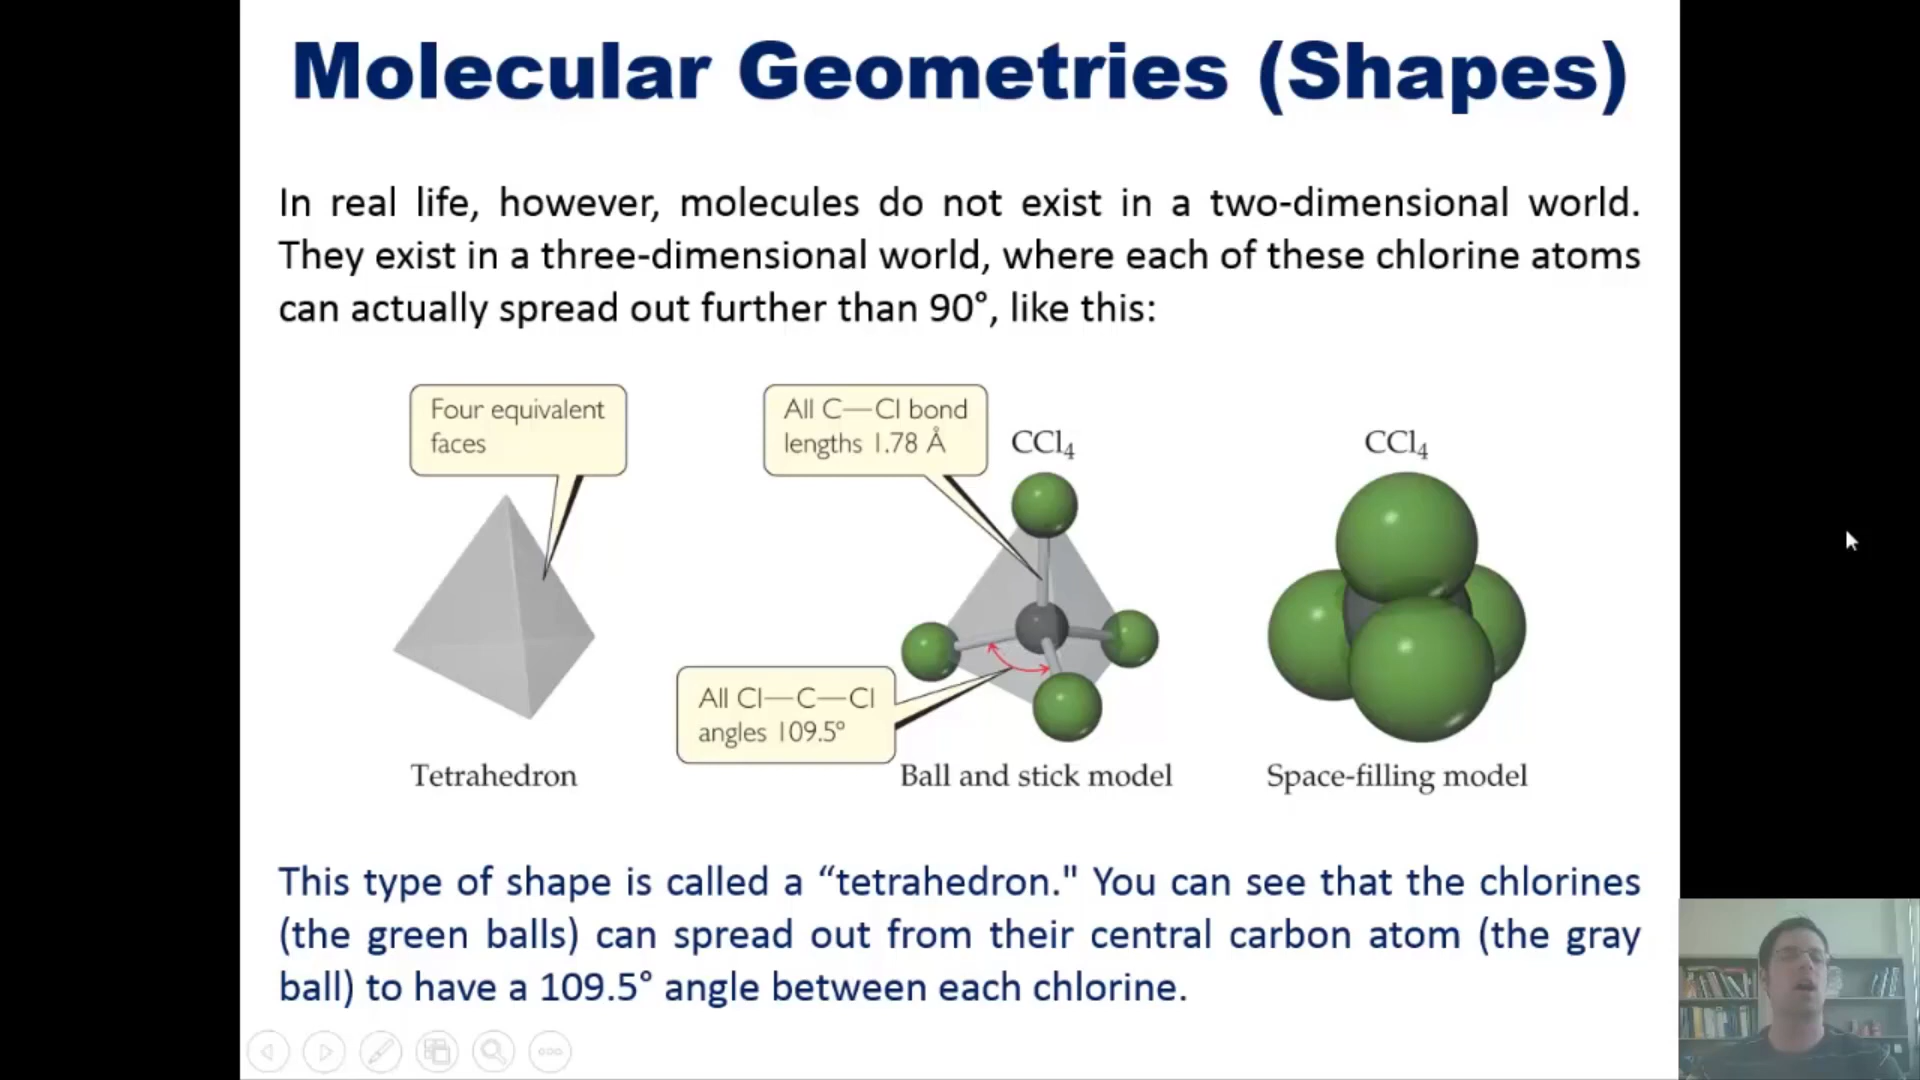 Molecular Geometries (Shapes)
In real life, however, molecules do not exist in a two-dimensional world.
They exist in a three-dimensional world, where each of these chlorine atoms
can actually spread out further than 90°, like this:
Four equivalent
faces
All C—Cl bond
lengths 1.78 Å
CCl₄
CCl₄
All Cl—C—Cl
angles 109.5°
Tetrahedron
Ball and stick model
Space-filling model
This type of shape is called a “tetrahedron." You can see that the chlorines
(the green balls) can spread out from their central carbon atom (the gray
ball) to have a 109.5° angle between each chlorine.